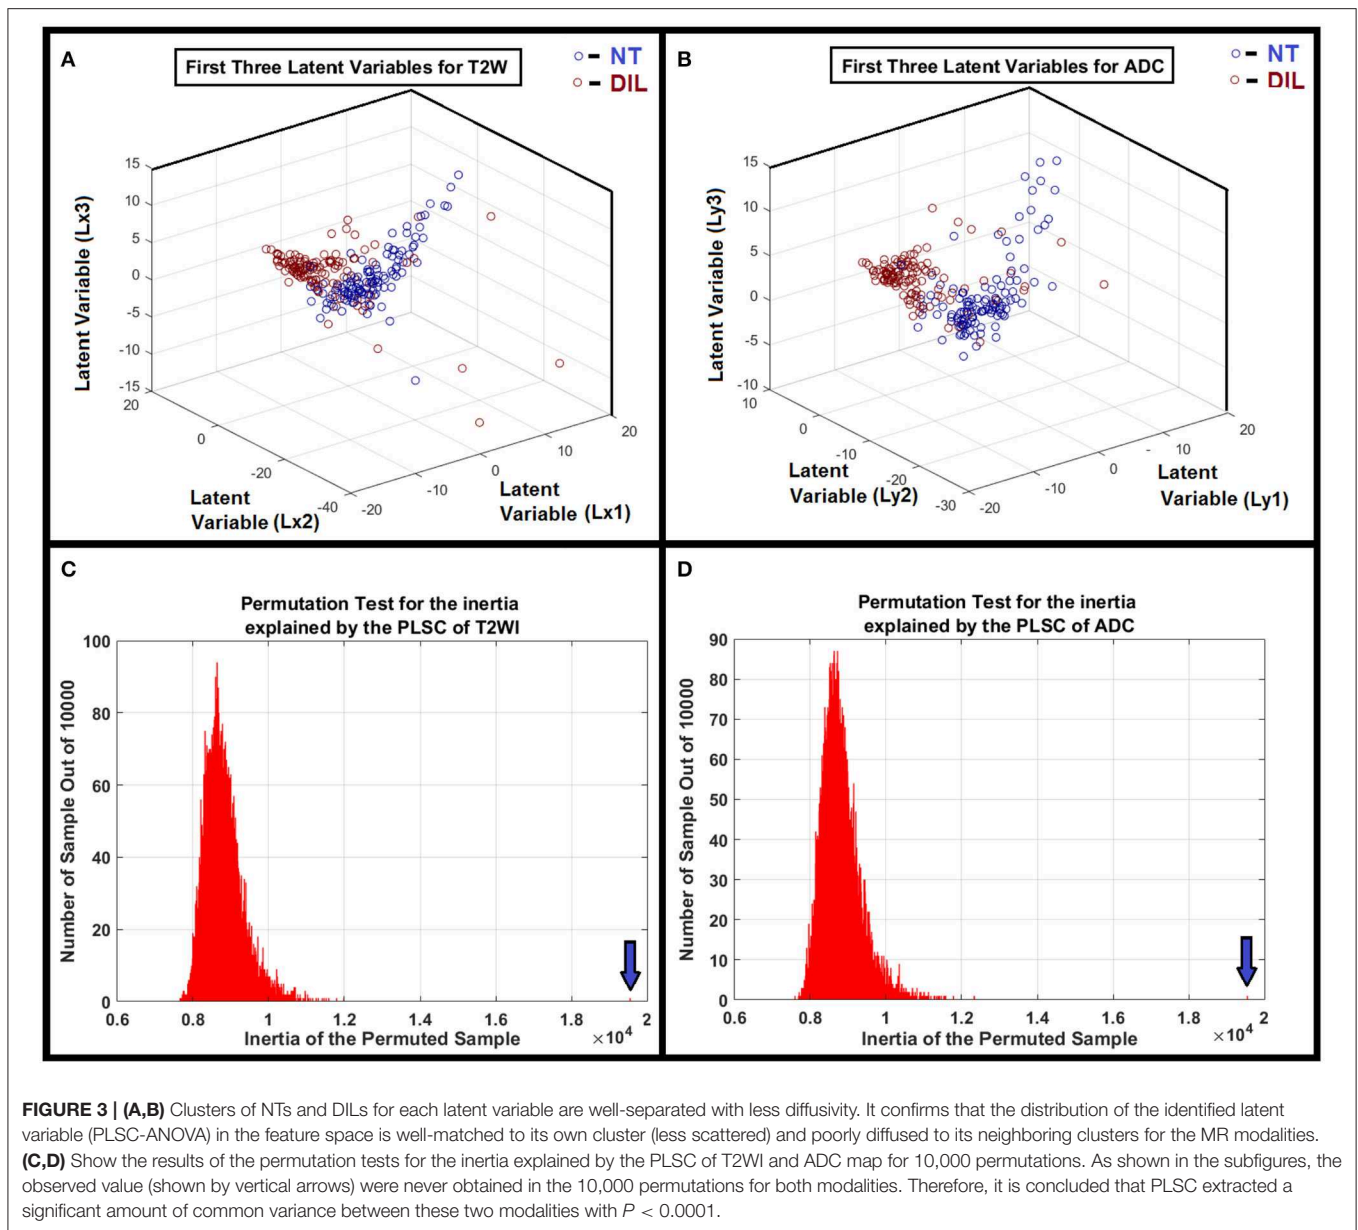 A
First Three Latent Variables for T2W
NT
DIL
15
10
5
0
-5
-10
-15
Latent Variable (Lx3)
20
0
-20
-40
Latent
Variable (Lx2)
-20
-10
0
10
20
Latent
Variable (Lx1)
B
First Three Latent Variables for ADC
NT
DIL
15
10
5
0
-5
-10
Latent Variable (Ly3)
10
0
-10
-20
-30
Latent
Variable (Ly2)
-20
-10
0
-
10
20
Latent
Variable (Ly1)
C
Permutation Test for the inertia
explained by the PLSC of T2WI
100
80
60
40
20
0
Number of Sample Out of 10000
0.6 0.8 1 1.2 1.4 1.6 1.8 2
×10⁴
Inertia of the Permuted Sample
D
Permutation Test for the inertia
explained by the PLSC of ADC
90
80
70
60
50
40
30
20
10
0
Number of Sample Out of 10000
0.6 0.8 1 1.2 1.4 1.6 1.8 2
×10⁴
Inertia of the Permuted Sample
FIGURE 3 | (A,B) Clusters of NTs and DILs for each latent variable are well-separated with less diffusivity. It confirms that the distribution of the identified latent
variable (PLSC-ANOVA) in the feature space is well-matched to its own cluster (less scattered) and poorly diffused to its neighboring clusters for the MR modalities.
(C,D) Show the results of the permutation tests for the inertia explained by the PLSC of T2WI and ADC map for 10,000 permutations. As shown in the subfigures, the
observed value (shown by vertical arrows) were never obtained in the 10,000 permutations for both modalities. Therefore, it is concluded that PLSC extracted a
significant amount of common variance between these two modalities with P < 0.0001.